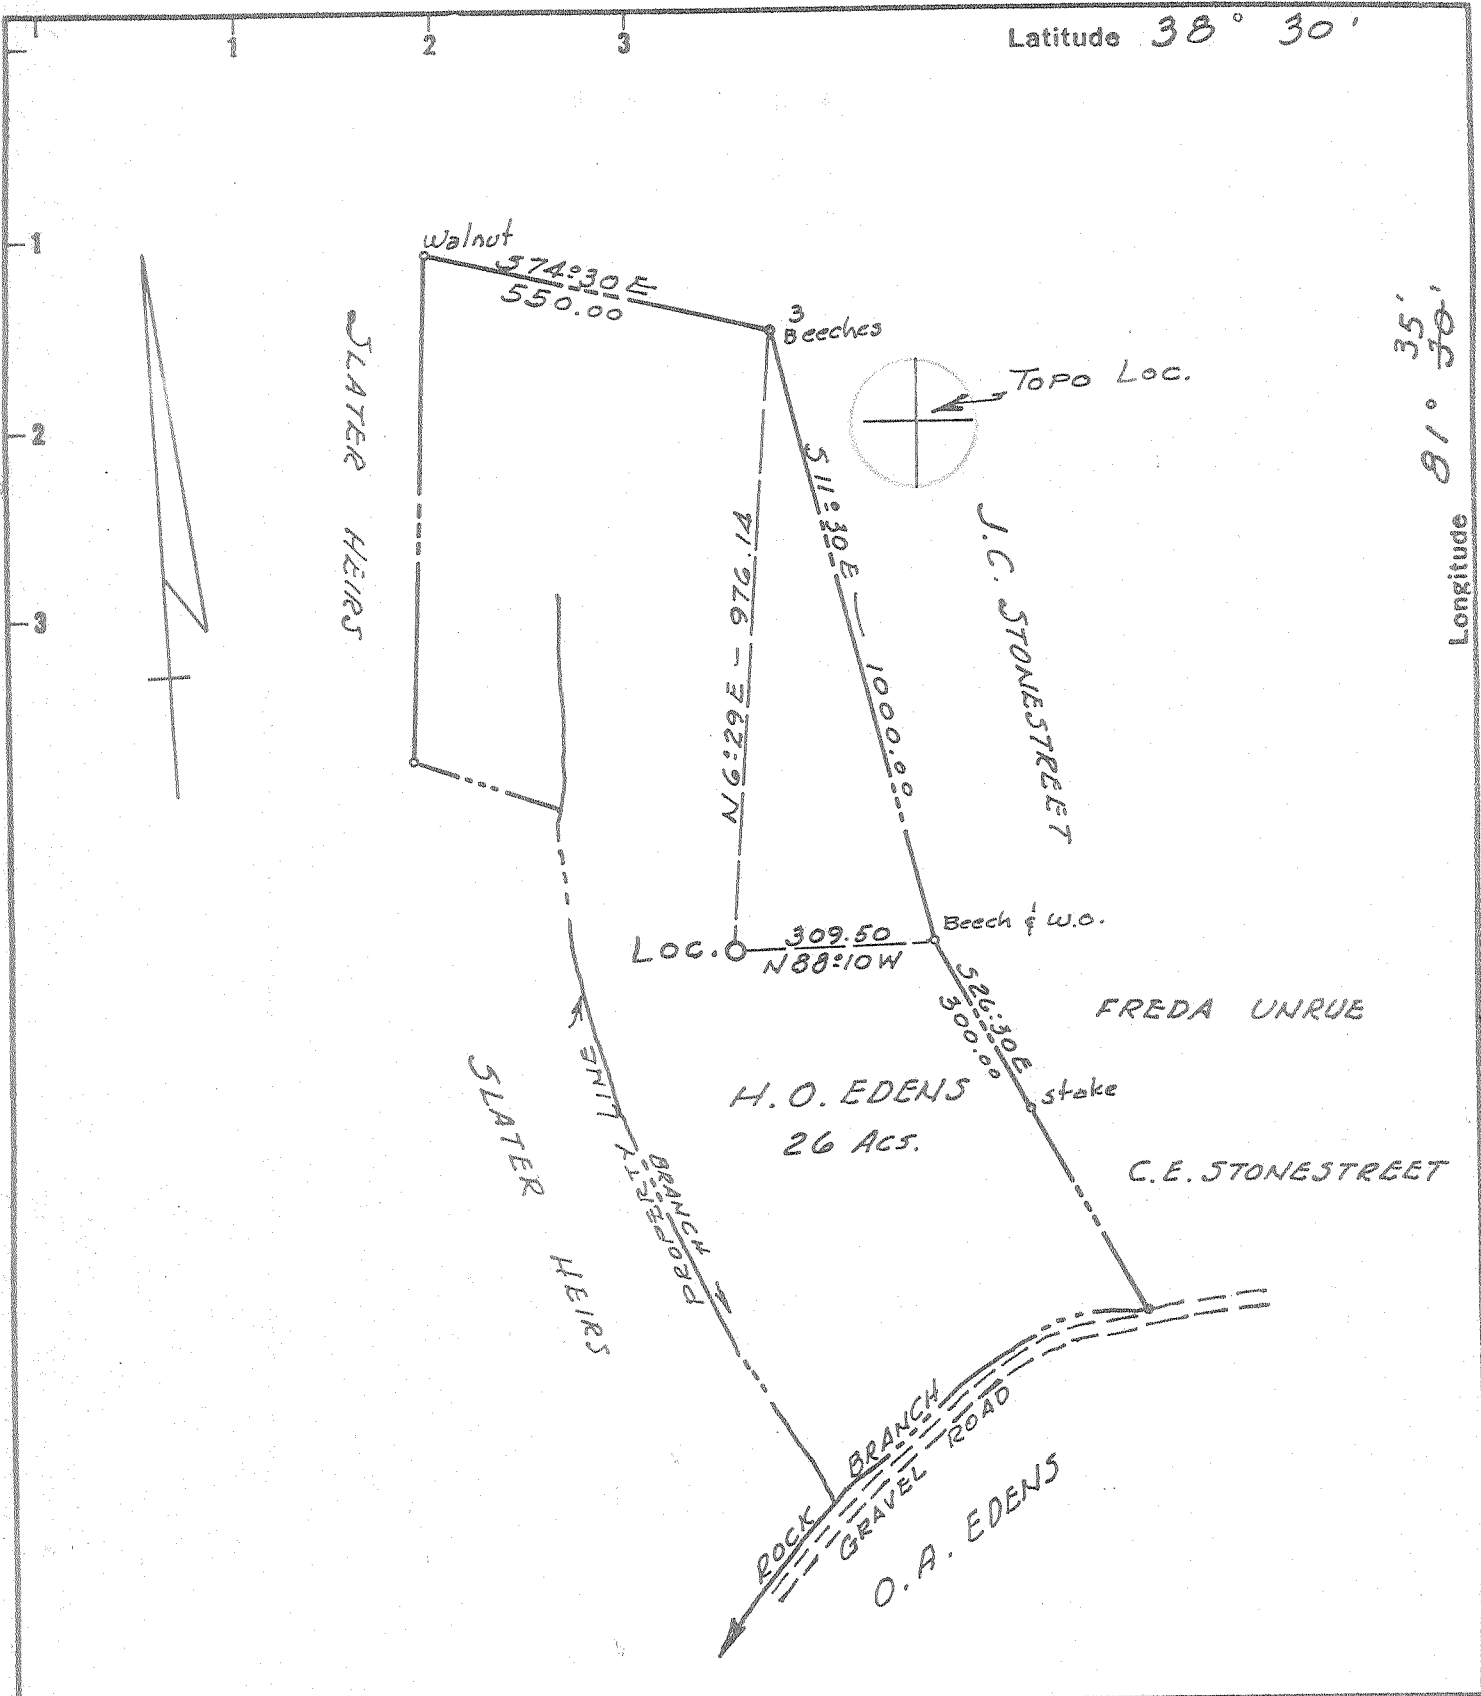 1
2
3
Latitude 38° 30'
1
2
3
35'
81° 30'
Longitude
Walnut
S74°30E
550.00
3
Beeches
Topo Loc.
SLATER HEIRS
S11°30E — 1000.00
N6°29E - 976.14
J.C. STONESTREET
Beech & W.O.
LOC.
309.50
N88°10W
S26°30E
300.00
FREDA UNRUE
Stake
H.O. EDENS
26 Acs.
C.E. STONESTREET
PROPERTY LINE
BRANCH
SLATER HEIRS
ROCK BRANCH
GRAVEL ROAD
O.A. EDENS